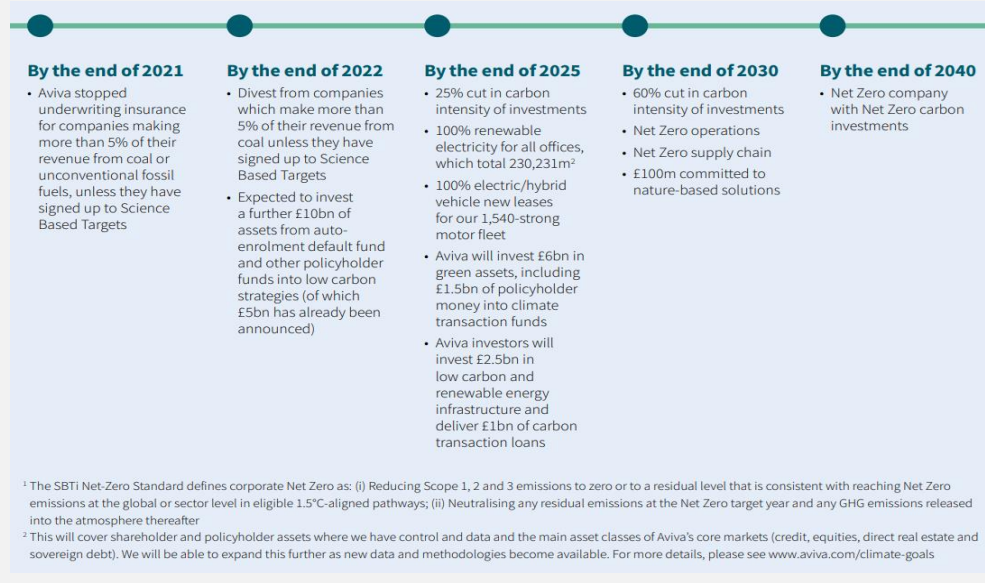 By the end of 2021
• Aviva stopped
underwriting insurance
for companies making
more than 5% of their
revenue from coal or
unconventional fossil
fuels, unless they have
signed up to Science
Based Targets
By the end of 2022
• Divest from companies
which make more than
5% of their revenue from
coal unless they have
signed up to Science
Based Targets
• Expected to invest
a further £10bn of
assets from auto-
enrolment default fund
and other policyholder
funds into low carbon
strategies (of which
£5bn has already been
announced)
By the end of 2025
• 25% cut in carbon
intensity of investments
• 100% renewable
electricity for all offices,
which total 230,231m²
• 100% electric/hybrid
vehicle new leases
for our 1,540-strong
motor fleet
• Aviva will invest £6bn in
green assets, including
£1.5bn of policyholder
money into climate
transaction funds
• Aviva investors will
invest £2.5bn in
low carbon and
renewable energy
infrastructure and
deliver £1bn of carbon
transaction loans
By the end of 2030
• 60% cut in carbon
intensity of investments
• Net Zero operations
• Net Zero supply chain
• £100m committed to
nature-based solutions
By the end of 2040
• Net Zero company
with Net Zero carbon
investments
¹ The SBTi Net-Zero Standard defines corporate Net Zero as: (i) Reducing Scope 1, 2 and 3 emissions to zero or to a residual level that is consistent with reaching Net Zero
emissions at the global or sector level in eligible 1.5°C-aligned pathways; (ii) Neutralising any residual emissions at the Net Zero target year and any GHG emissions released
into the atmosphere thereafter
² This will cover shareholder and policyholder assets where we have control and data and the main asset classes of Aviva's core markets (credit, equities, direct real estate and
sovereign debt). We will be able to expand this further as new data and methodologies become available. For more details, please see www.aviva.com/climate-goals